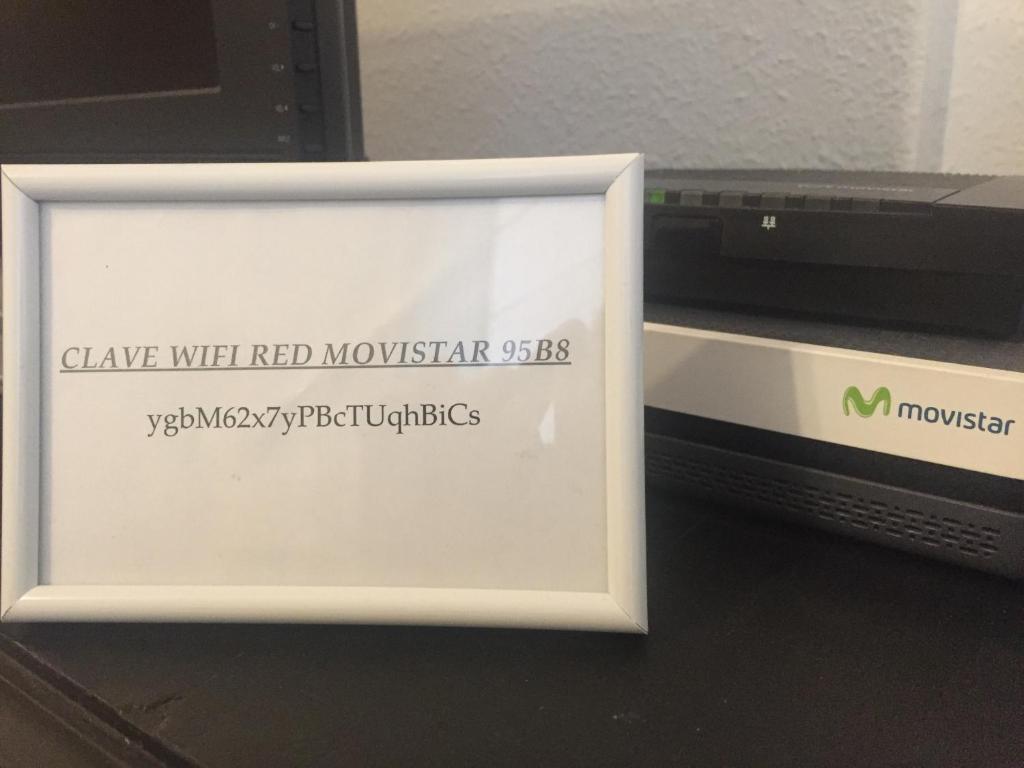 CLAVE WIFI RED MOVISTAR 95B8
ygbM62x7yPBcTUqhBiCs
movistar